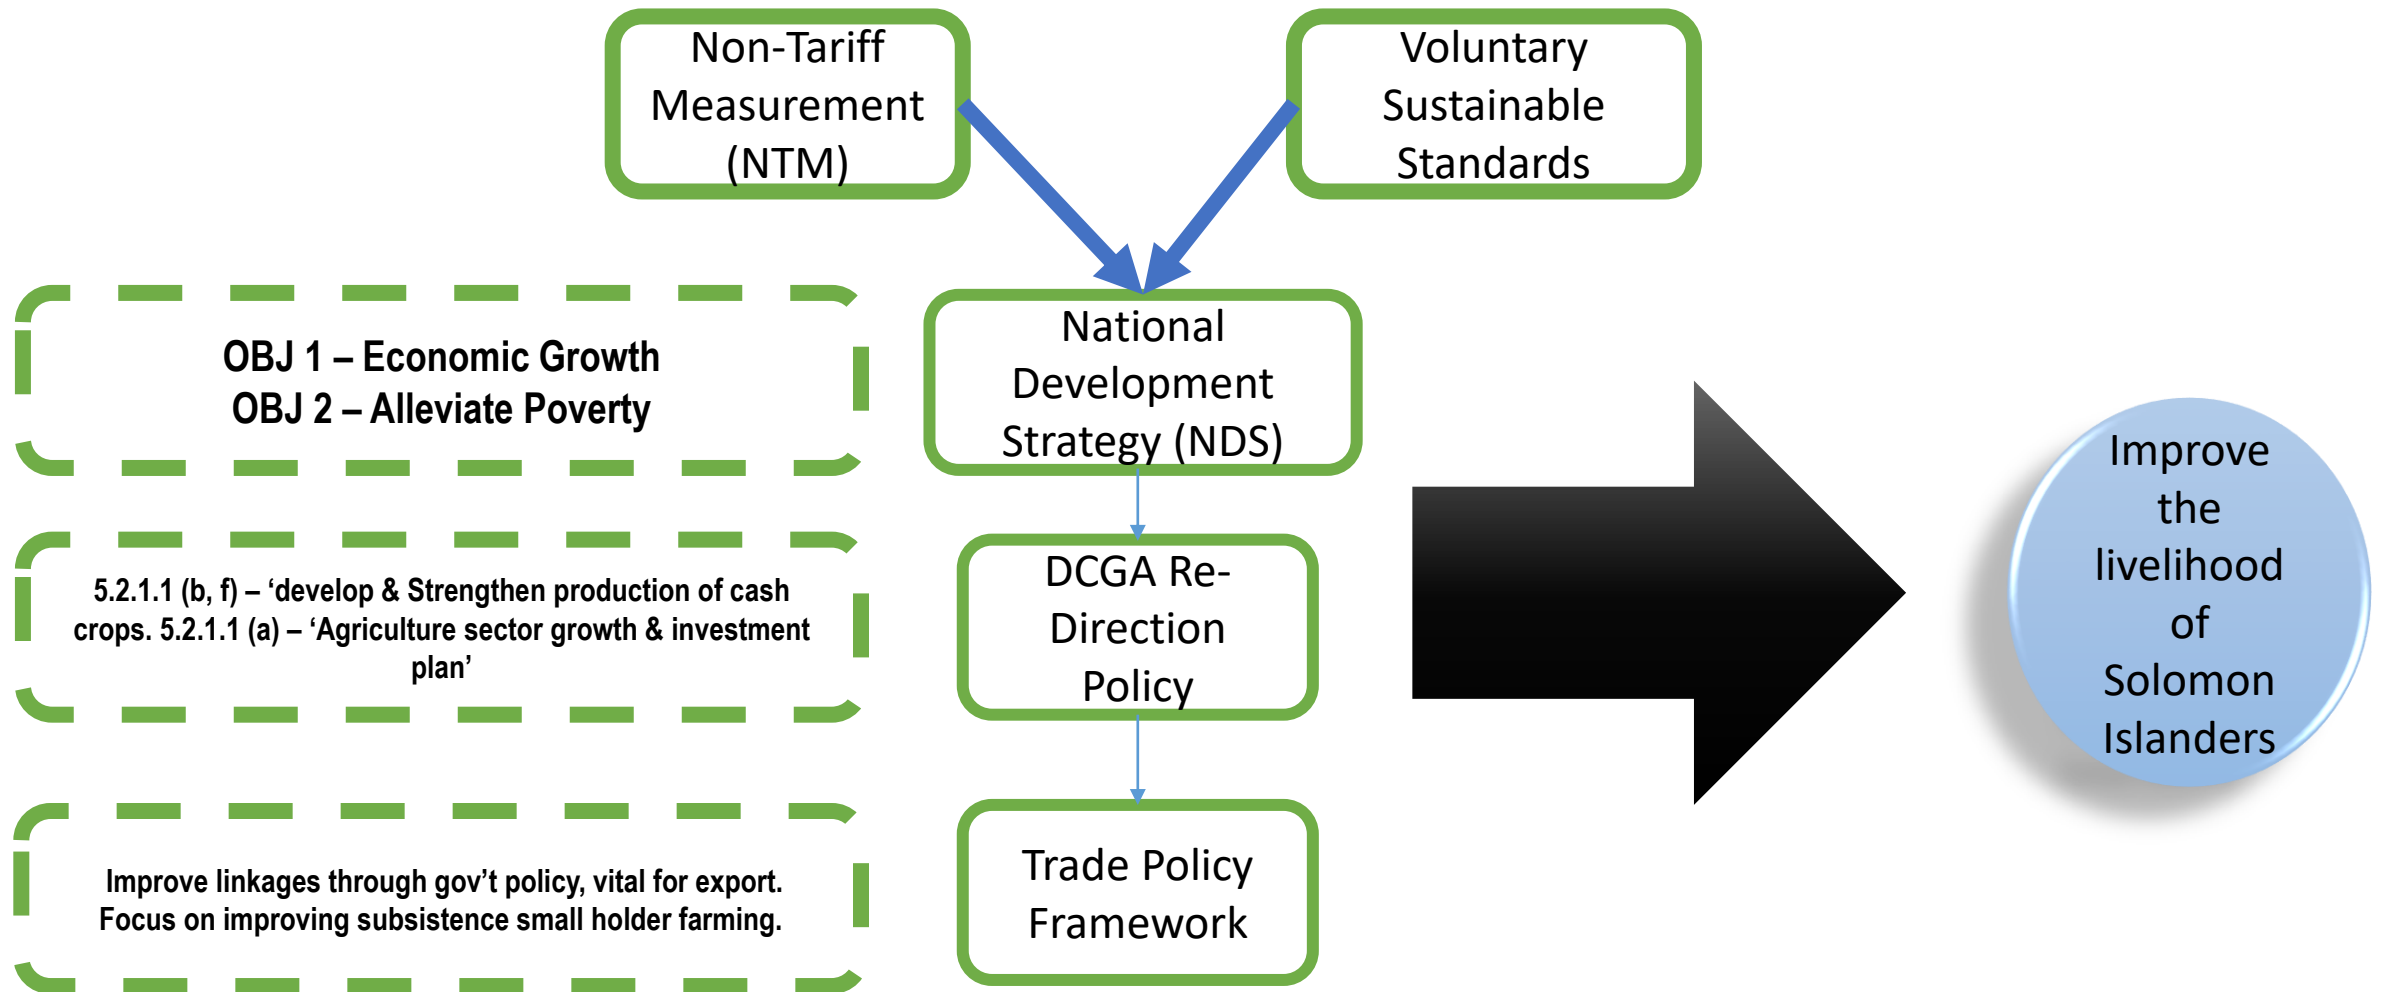 Non-Tariff
Measurement
(NTM)
Voluntary
Sustainable
Standards
OBJ 1 – Economic Growth
OBJ 2 – Alleviate Poverty
National
Development
Strategy (NDS)
5.2.1.1 (b, f) – ‘develop & Strengthen production of cash
crops. 5.2.1.1 (a) – ‘Agriculture sector growth & investment
plan’
DCGA Re-
Direction
Policy
Improve linkages through gov’t policy, vital for export.
Focus on improving subsistence small holder farming.
Trade Policy
Framework
Improve
the
livelihood
of
Solomon
Islanders